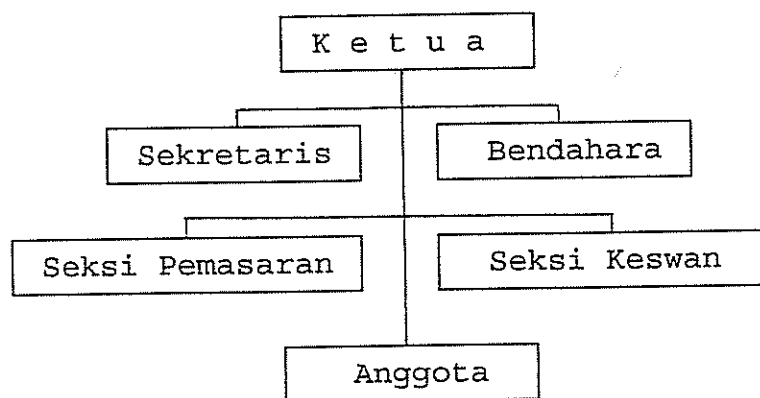 K e t u a
Sekretaris
Bendahara
Seksi Pemasaran
Seksi Keswan
Anggota